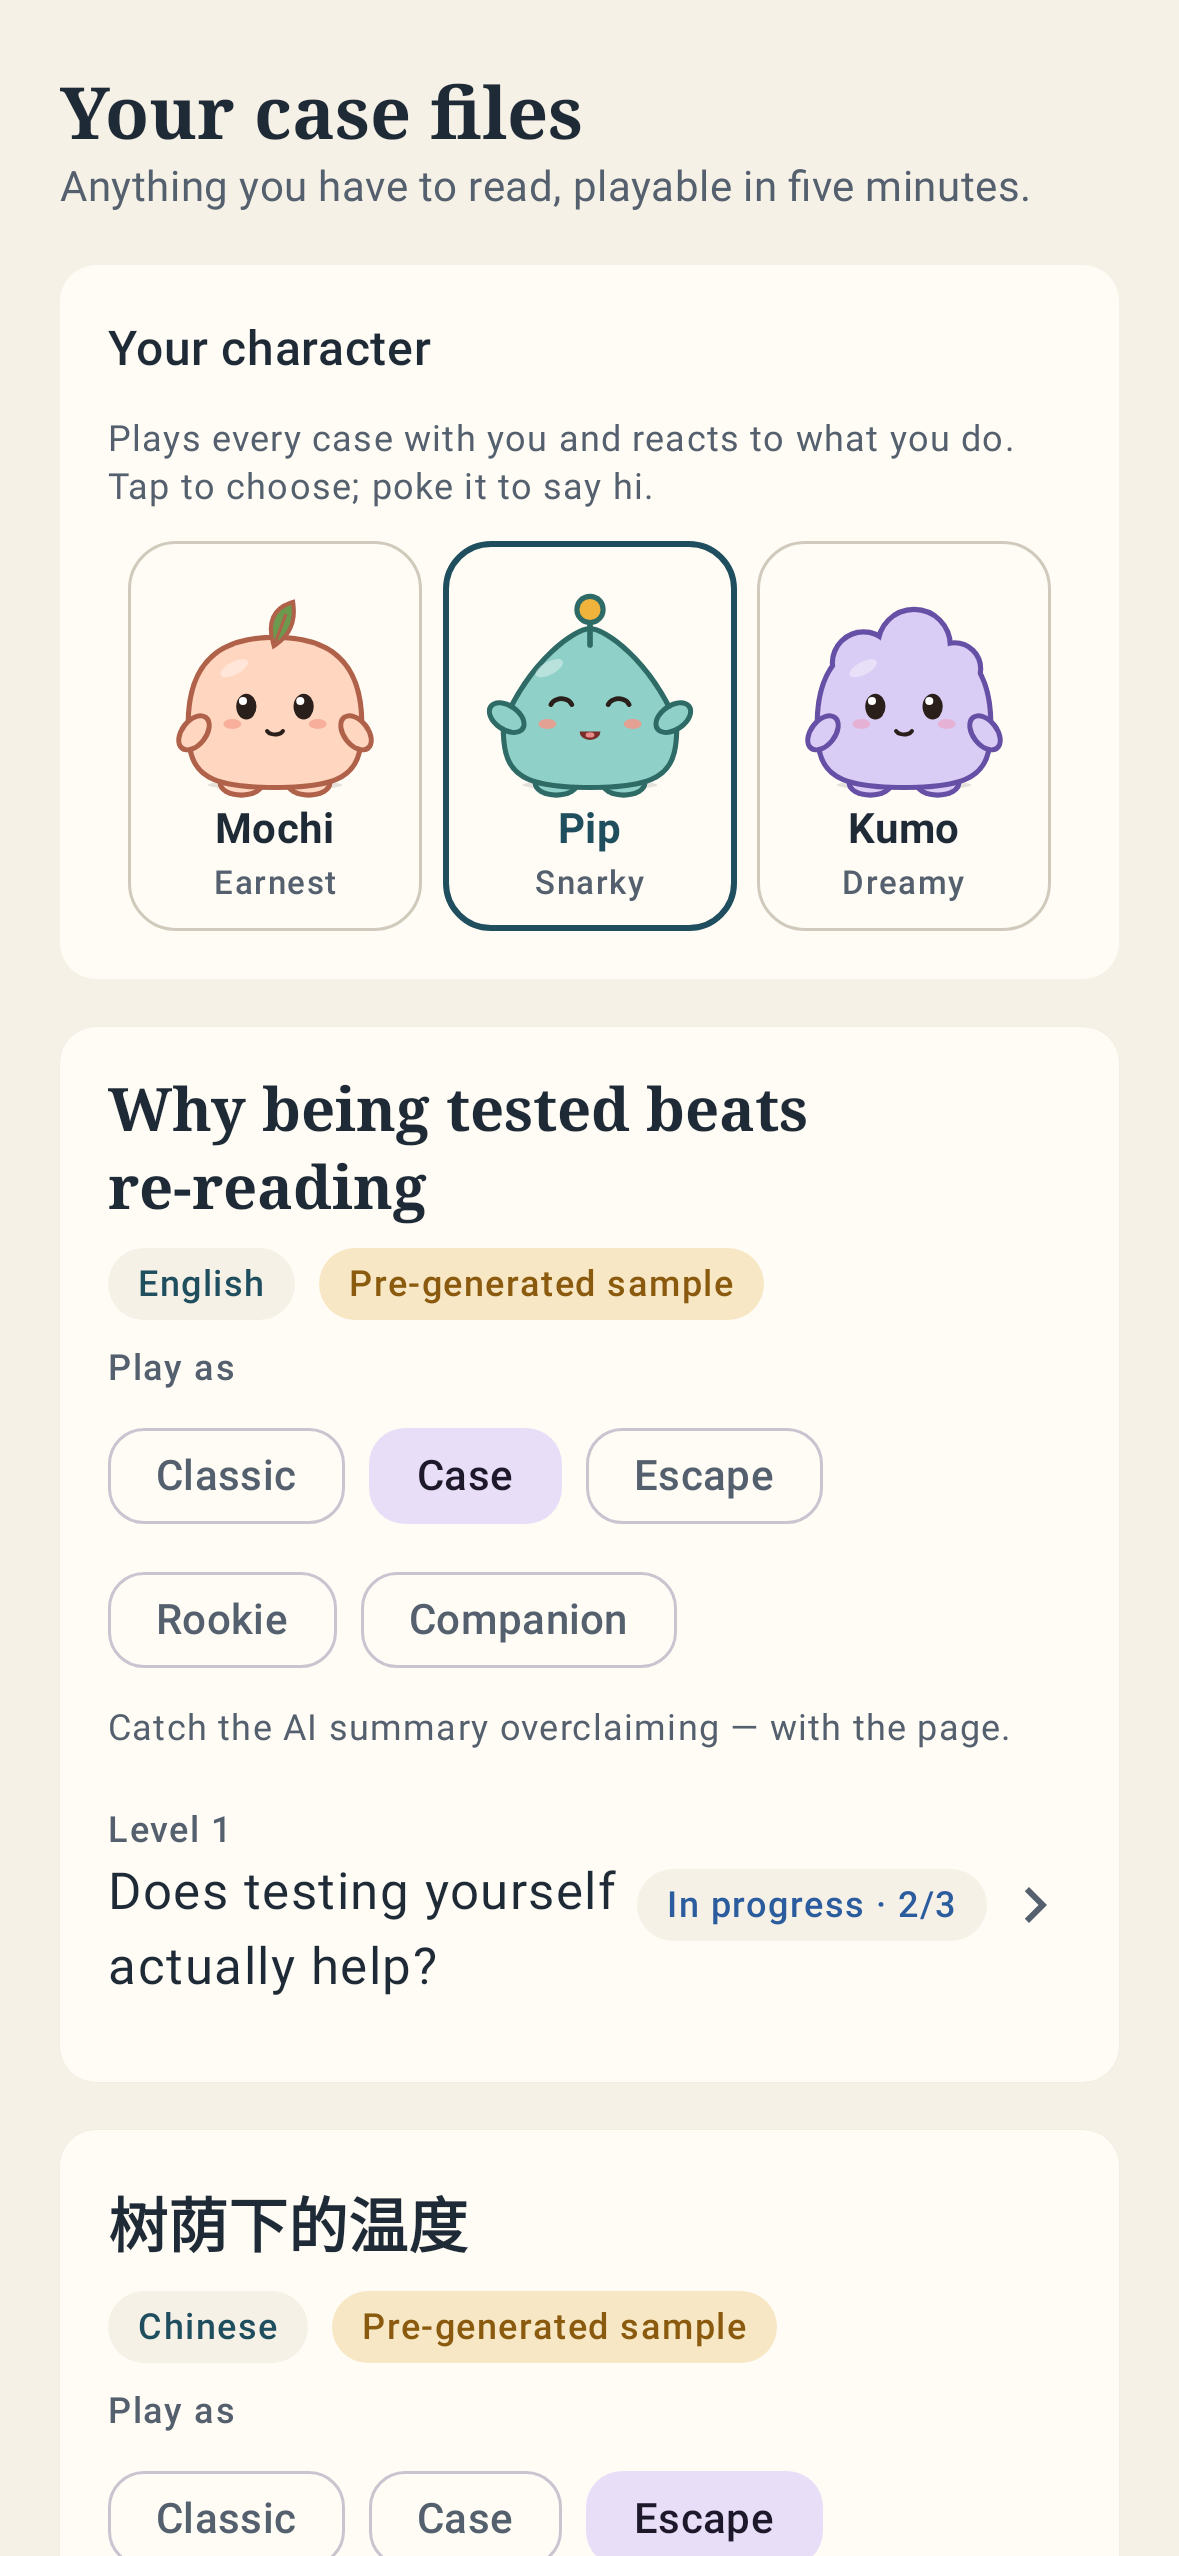 Your case files
Anything you have to read, playable in five minutes.
Your character
Plays every case with you and reacts to what you do.
Tap to choose; poke it to say hi.
Mochi
Earnest
Pip
Snarky
Kumo
Dreamy
Why being tested beats
re-reading
English
Pre-generated sample
Play as
Classic
Case
Escape
Rookie
Companion
Catch the AI summary overclaiming — with the page.
Level 1
Does testing yourself
actually help?
In progress · 2/3
树荫下的温度
Chinese
Pre-generated sample
Play as
Classic
Case
Escape